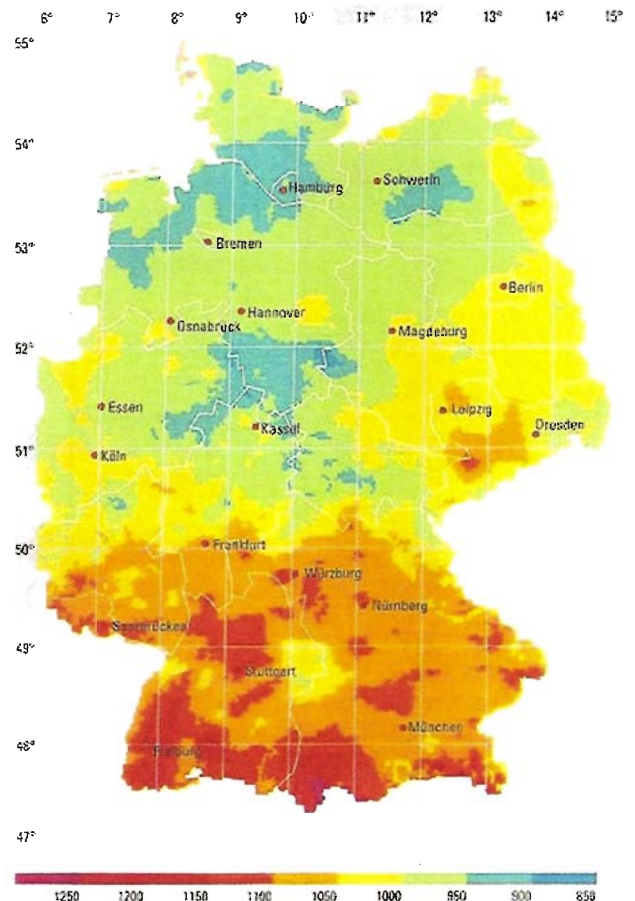 6° 7° 8° 9° 10° 11° 12° 13° 14° 15°
55°
54°
Hamburg Schwerin
Bremen
53°
Berlin
Hannover
Osnabrück Magdeburg
52°
Essen Leipzig
Kassel Dresden
51°
Köln
Frankfurt
50°
Würzburg
Nürnberg
Saarbrücken
49°
Stuttgart
München
48°
Freiburg
47°
1250 1200 1150 1100 1050 1000 950 900 850